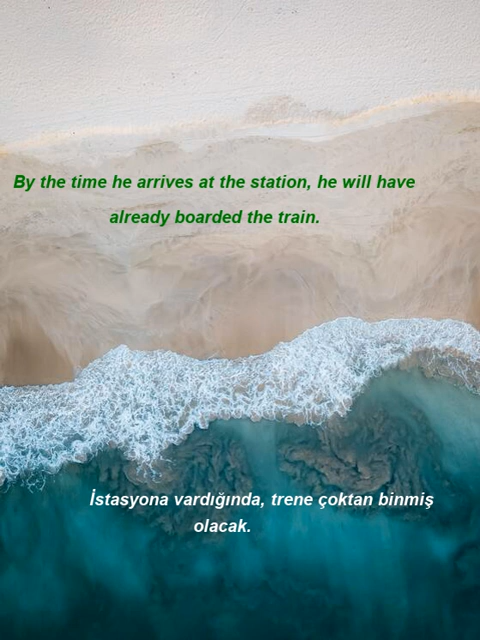 By the time he arrives at the station, he will have
already boarded the train.
İstasyona vardığında, trene çoktan binmiş
olacak.